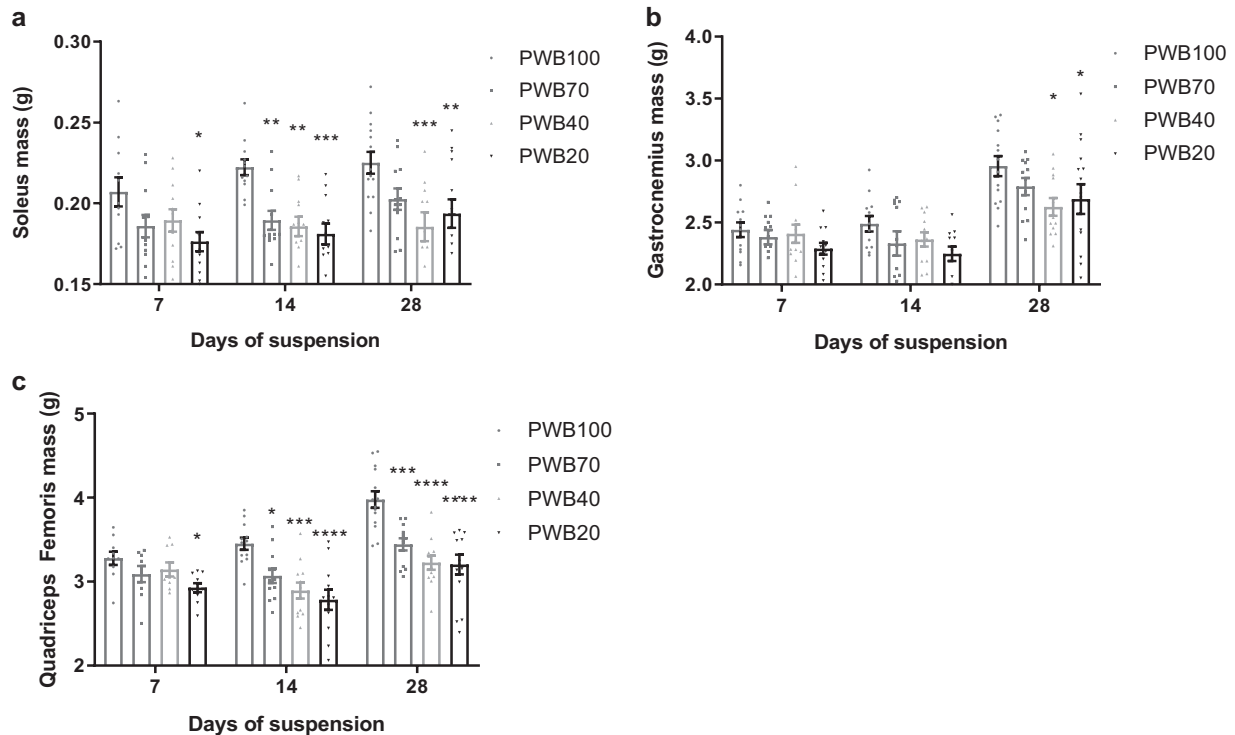 a
Soleus mass (g)
0.30
0.25
0.20
0.15
*
** ** ***
*** **
7 14 28
Days of suspension
PWB100
PWB70
PWB40
PWB20
b
Gastrocnemius mass (g)
4.0
3.5
3.0
2.5
2.0
* *
7 14 28
Days of suspension
PWB100
PWB70
PWB40
PWB20
c
Quadriceps Femoris mass (g)
5
4
3
2
*
* *** ****
*** **** ****
7 14 28
Days of suspension
PWB100
PWB70
PWB40
PWB20